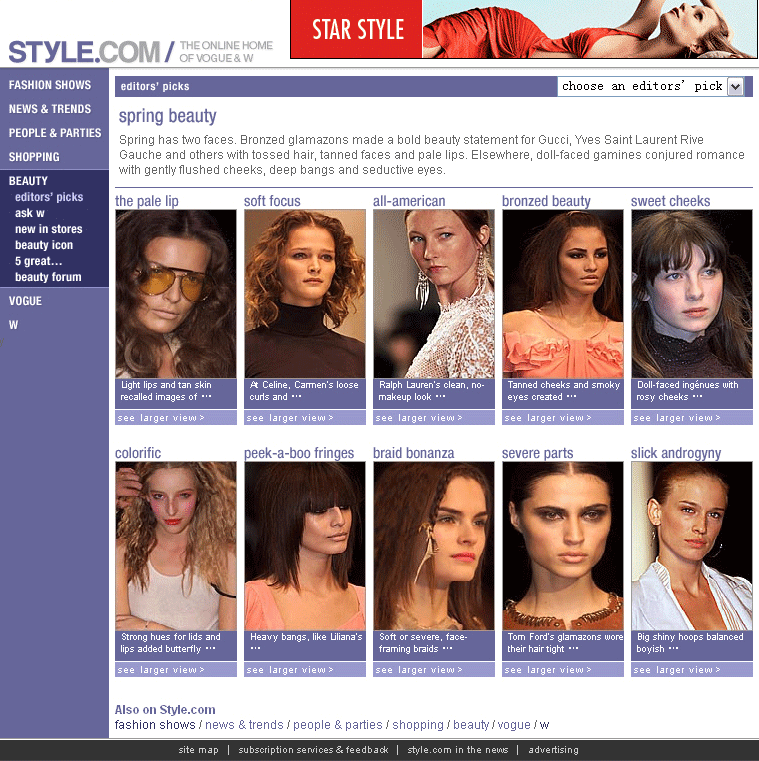 STYLE.COM / THE ONLINE HOME
OF VOGUE & W
STAR STYLE
FASHION SHOWS
NEWS & TRENDS
PEOPLE & PARTIES
SHOPPING
BEAUTY
editors' picks
ask w
new in stores
beauty icon
5 great...
beauty forum
VOGUE
W
editors' picks
choose an editors' pick
spring beauty
Spring has two faces. Bronzed glamazons made a bold beauty statement for Gucci, Yves Saint Laurent Rive
Gauche and others with tossed hair, tanned faces and pale lips. Elsewhere, doll-faced gamines conjured romance
with gently flushed cheeks, deep bangs and seductive eyes.
the pale lip
Light lips and tan skin
recalled images of ...
see larger view >
soft focus
At Celine, Carmen's loose
curls and ...
see larger view >
all-american
Ralph Lauren's clean, no-
makeup look ...
see larger view >
bronzed beauty
Tanned cheeks and smoky
eyes created ...
see larger view >
sweet cheeks
Doll-faced ingénues with
rosy cheeks ...
see larger view >
colorific
Strong hues for lids and
lips added butterfly ...
see larger view >
peek-a-boo fringes
Heavy bangs, like Liliana's
...
see larger view >
braid bonanza
Soft or severe, face-
framing braids ...
see larger view >
severe parts
Tom Ford's glamazons wore
their hair tight ...
see larger view >
slick androgyny
Big shiny hoops balanced
boyish ...
see larger view >
Also on Style.com
fashion shows / news & trends / people & parties / shopping / beauty / vogue / w
site map | subscription services & feedback | style.com in the news | advertising